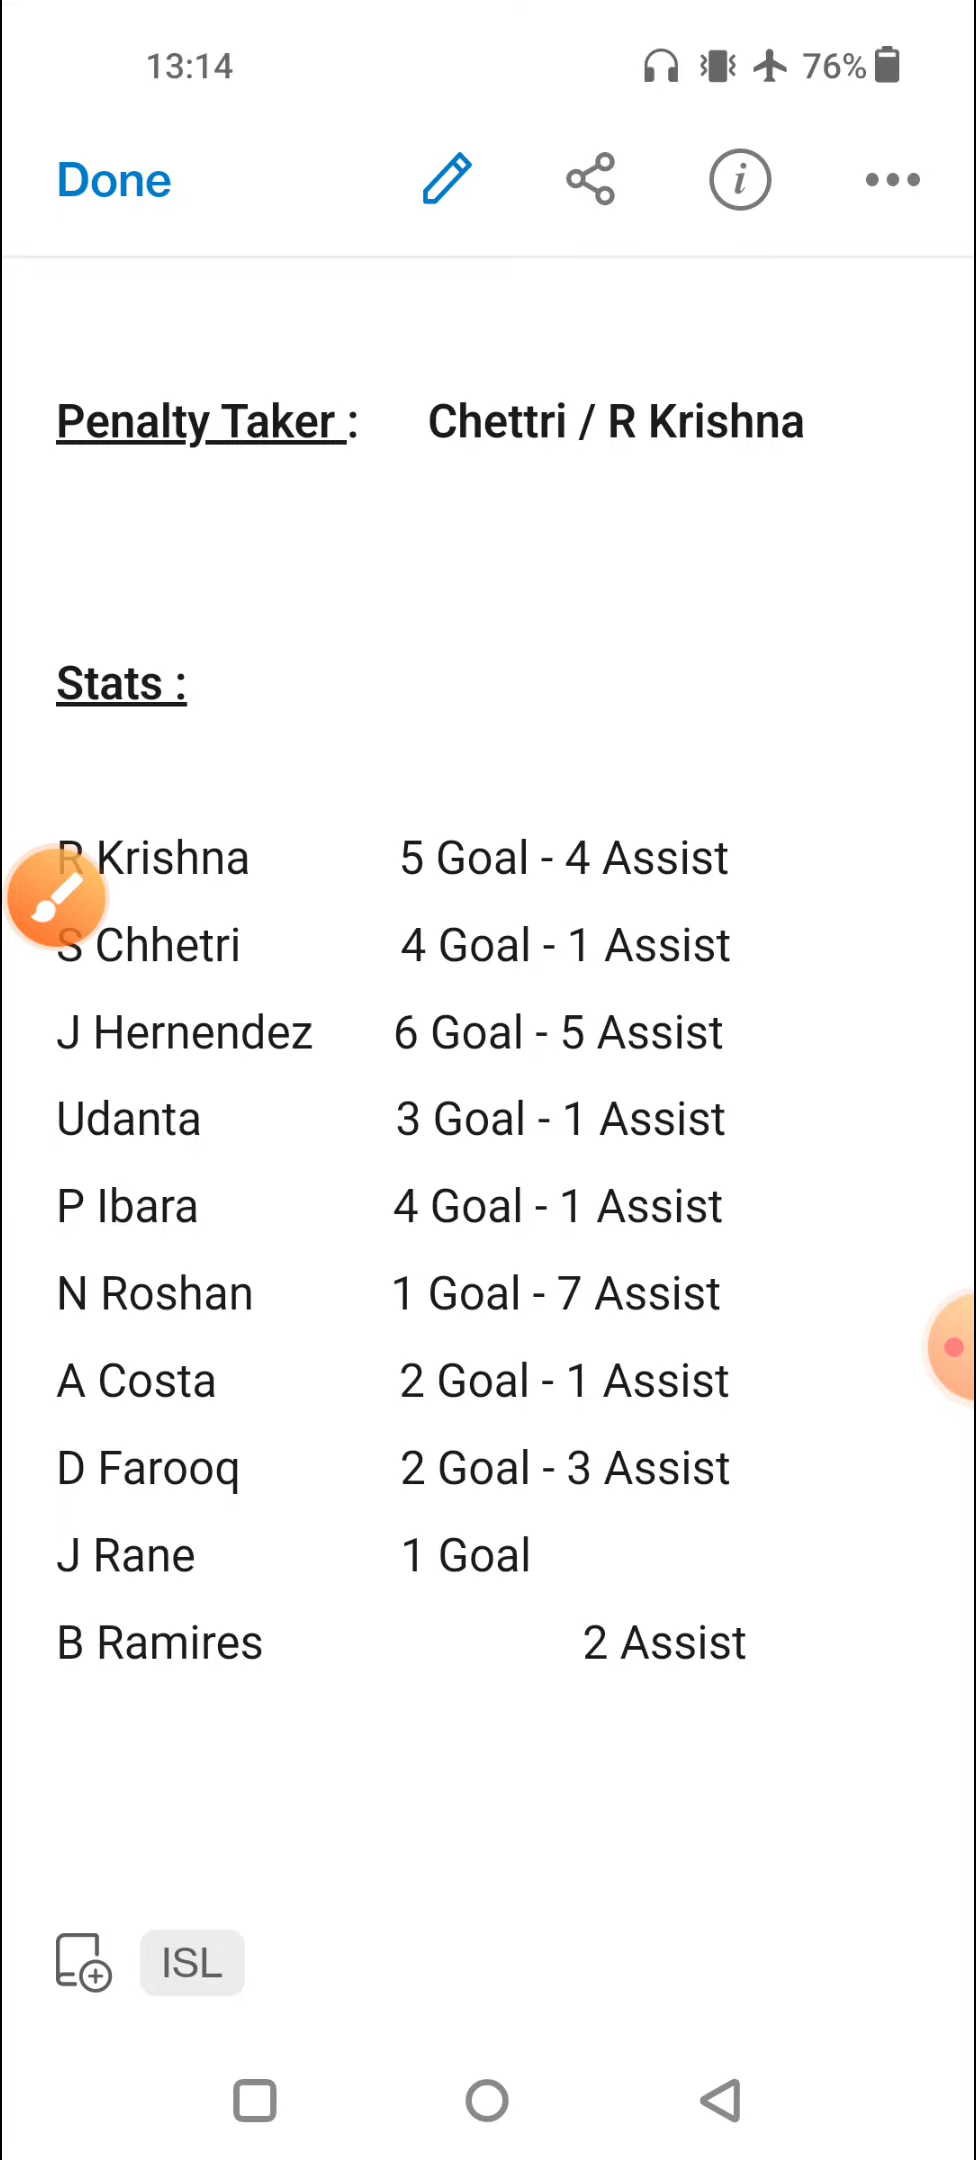 13:14 76%
Done
Penalty Taker : Chettri / R Krishna
Stats :
R Krishna 5 Goal - 4 Assist
S Chhetri 4 Goal - 1 Assist
J Hernendez 6 Goal - 5 Assist
Udanta 3 Goal - 1 Assist
P Ibara 4 Goal - 1 Assist
N Roshan 1 Goal - 7 Assist
A Costa 2 Goal - 1 Assist
D Farooq 2 Goal - 3 Assist
J Rane 1 Goal
B Ramires 2 Assist
ISL